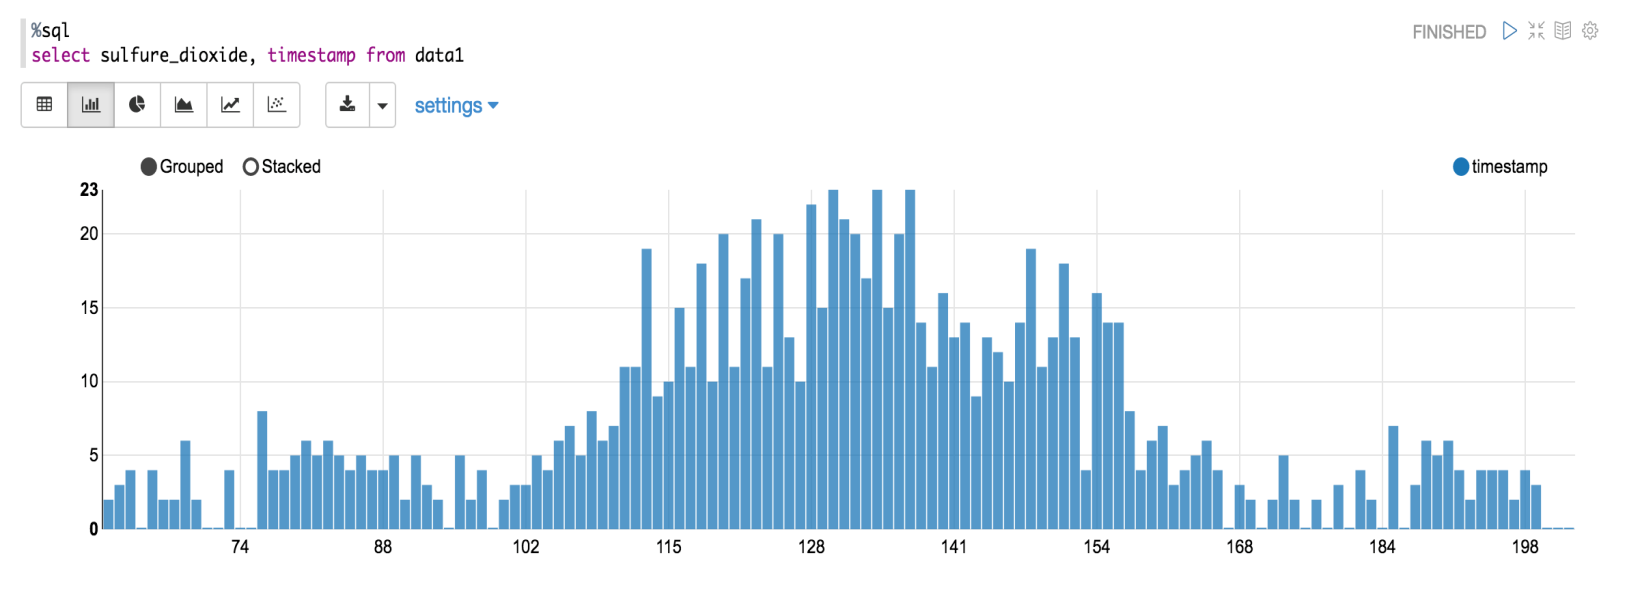 %sql
select sulfure_dioxide, timestamp from data1
FINISHED
settings
Grouped Stacked
timestamp
23
20
15
10
5
0
74 88 102 115 128 141 154 168 184 198